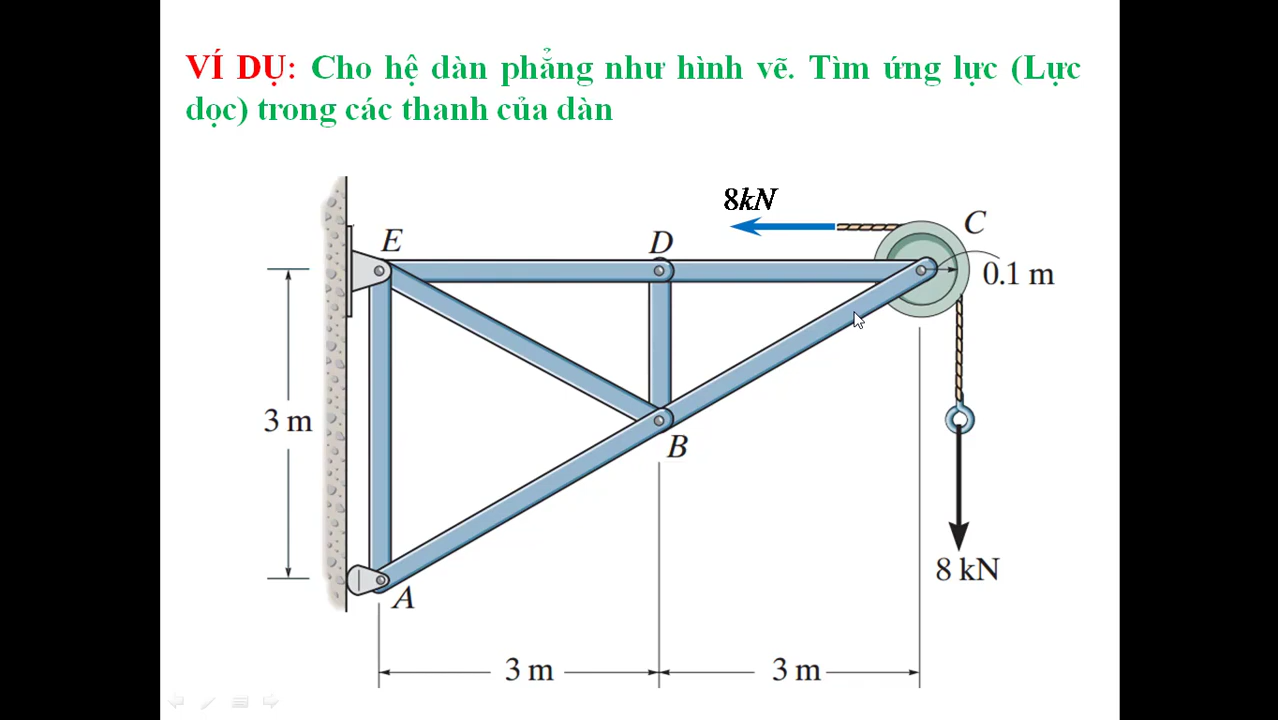 VÍ DỤ: Cho hệ dàn phẳng như hình vẽ. Tìm ứng lực (Lực
dọc) trong các thanh của dàn
8kN
C
E
D
0.1 m
3 m
B
8 kN
A
3 m
3 m